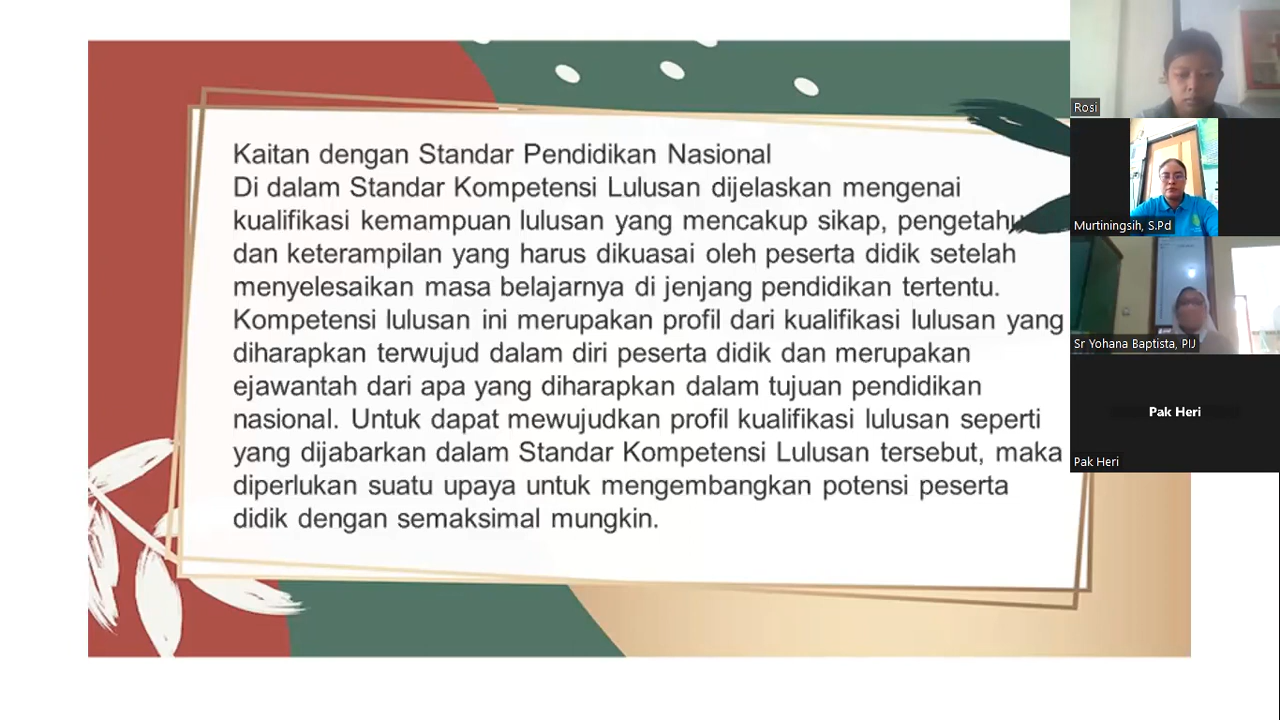 Kaitan dengan Standar Pendidikan Nasional
Di dalam Standar Kompetensi Lulusan dijelaskan mengenai
kualifikasi kemampuan lulusan yang mencakup sikap, pengetahu
dan keterampilan yang harus dikuasai oleh peserta didik setelah
menyelesaikan masa belajarnya di jenjang pendidikan tertentu.
Kompetensi lulusan ini merupakan profil dari kualifikasi lulusan yang
diharapkan terwujud dalam diri peserta didik dan merupakan
ejawantah dari apa yang diharapkan dalam tujuan pendidikan
nasional. Untuk dapat mewujudkan profil kualifikasi lulusan seperti
yang dijabarkan dalam Standar Kompetensi Lulusan tersebut, maka
diperlukan suatu upaya untuk mengembangkan potensi peserta
didik dengan semaksimal mungkin.
Rosi
Murtiningsih, S.Pd
Sr Yohana Baptista, PIJ
Pak Heri
Pak Heri